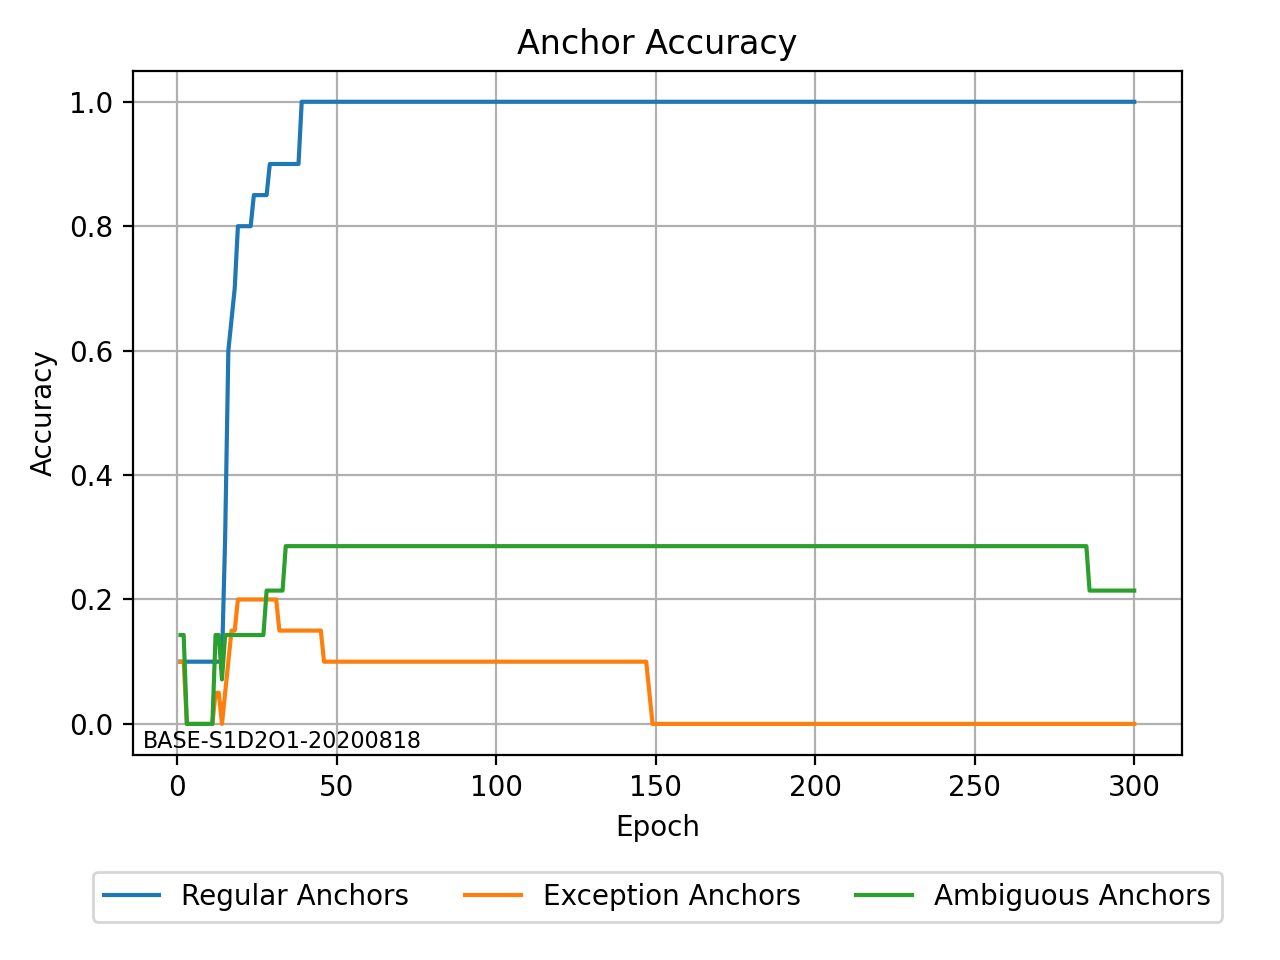 Anchor Accuracy
Accuracy
1.0
0.8
0.6
0.4
0.2
0.0
BASE-S1D2O1-20200818
0 50 100 150 200 250 300
Epoch
Regular Anchors Exception Anchors Ambiguous Anchors